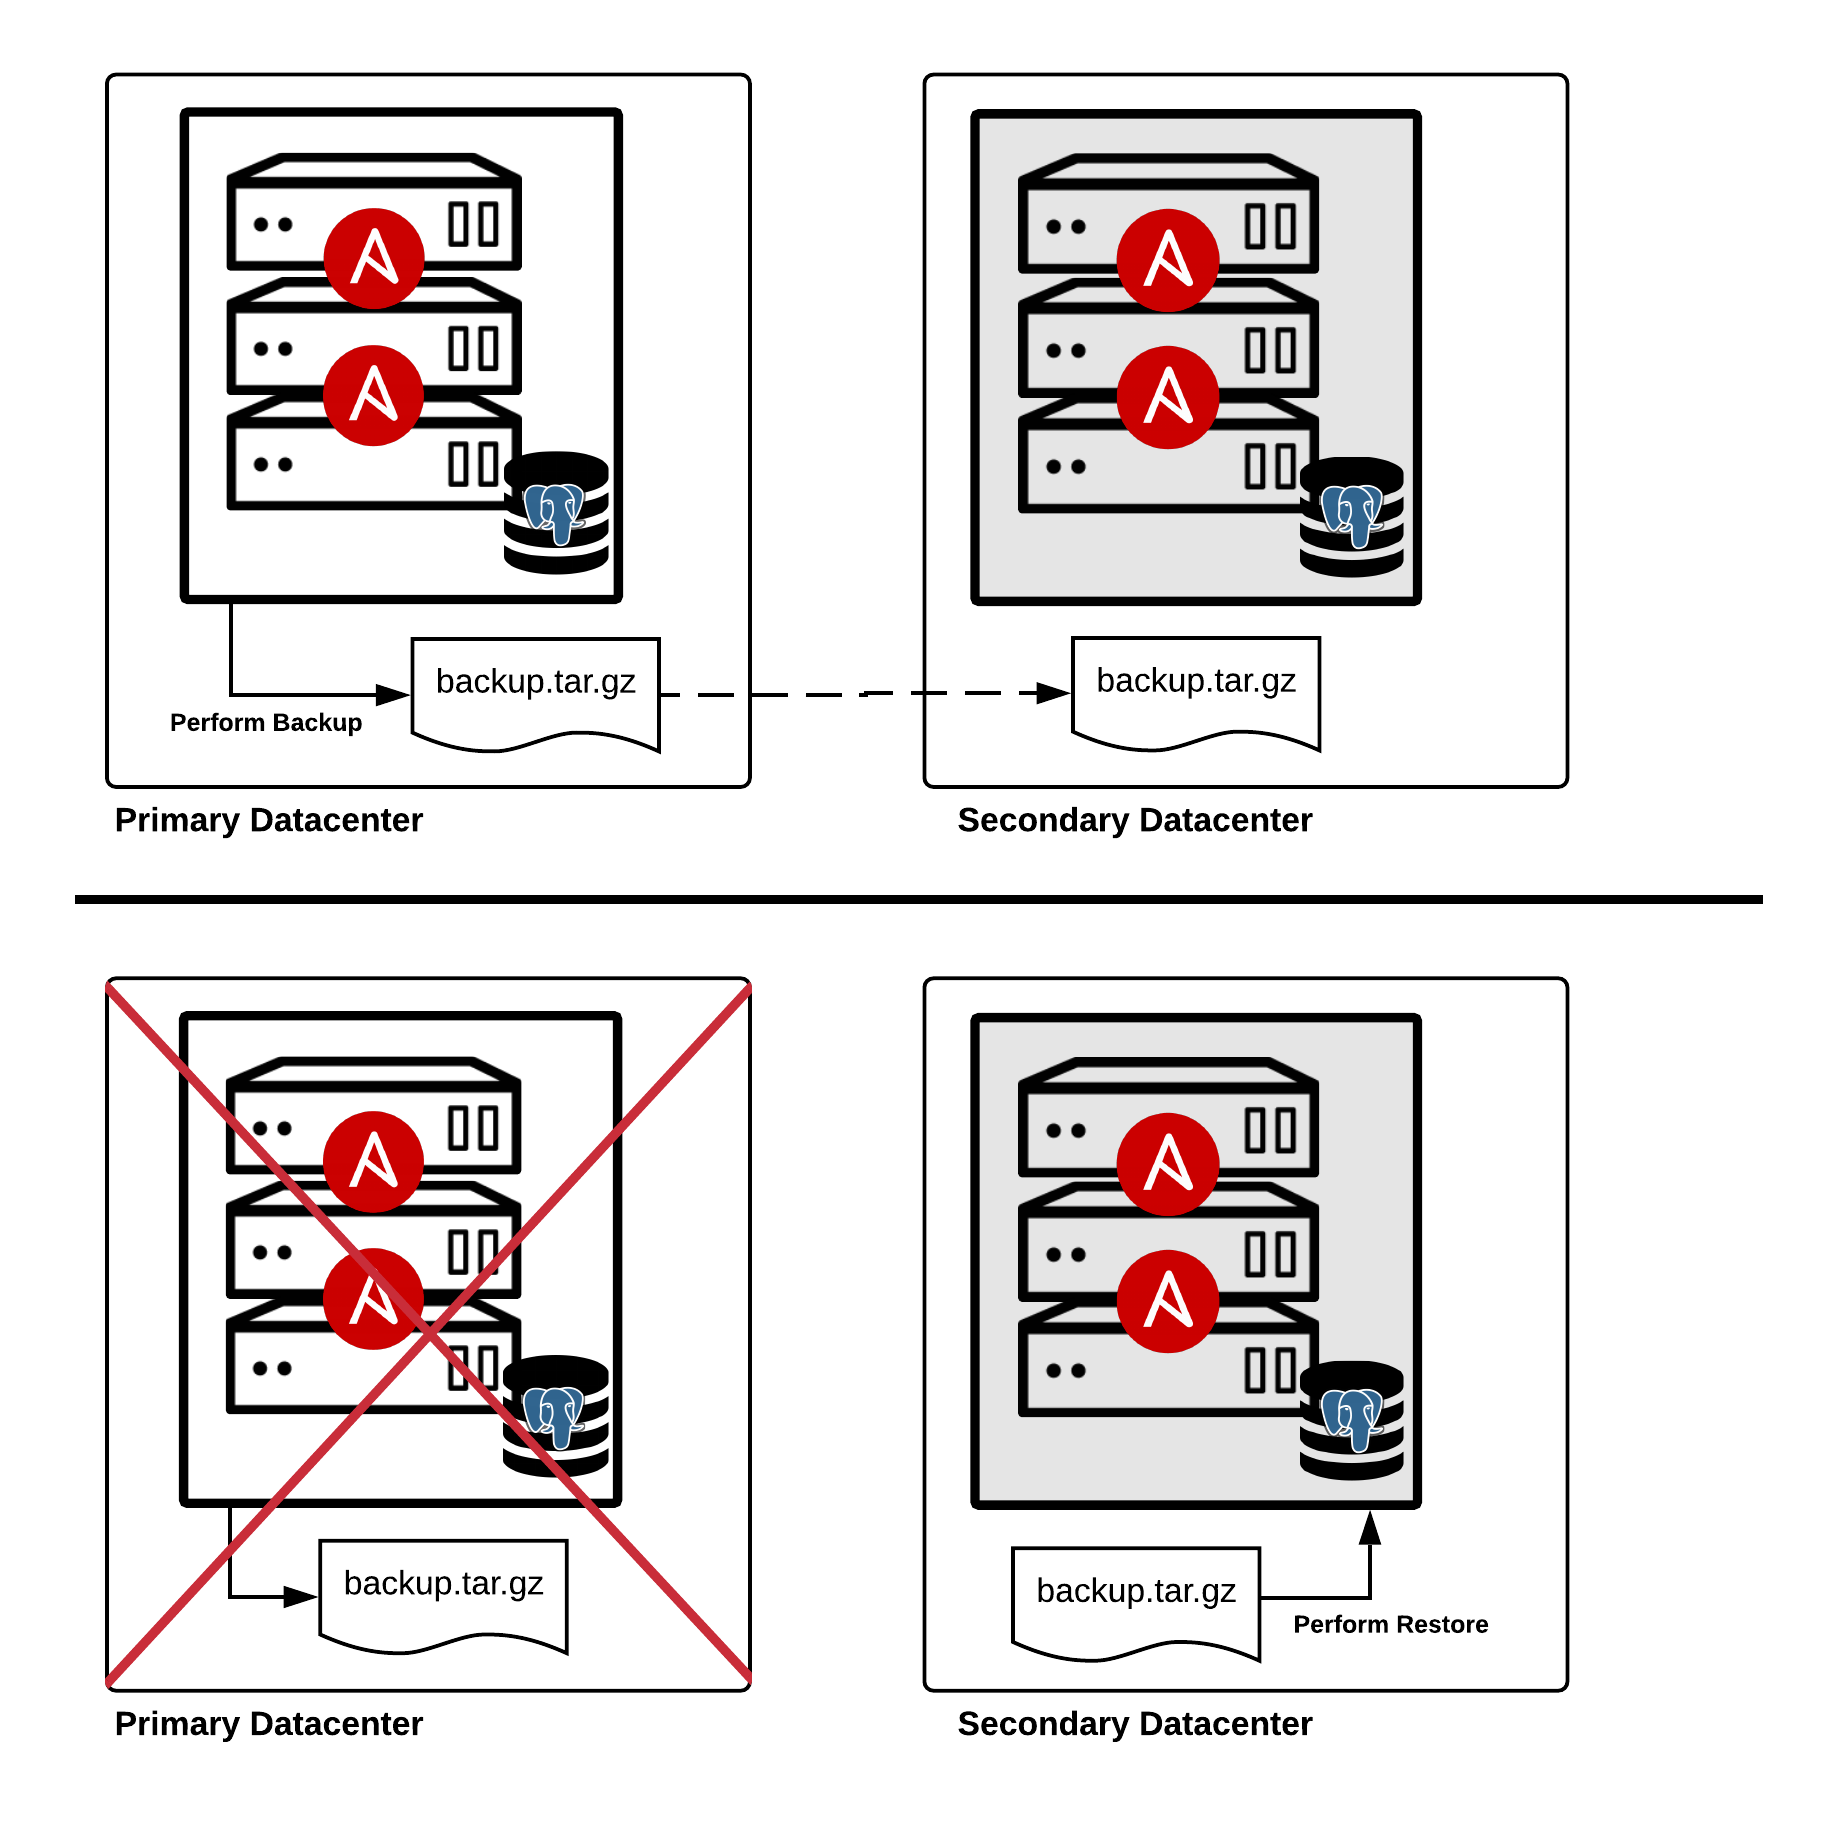 backup.tar.gz
backup.tar.gz
Perform Backup
Primary Datacenter
Secondary Datacenter
backup.tar.gz
backup.tar.gz
Perform Restore
Primary Datacenter
Secondary Datacenter